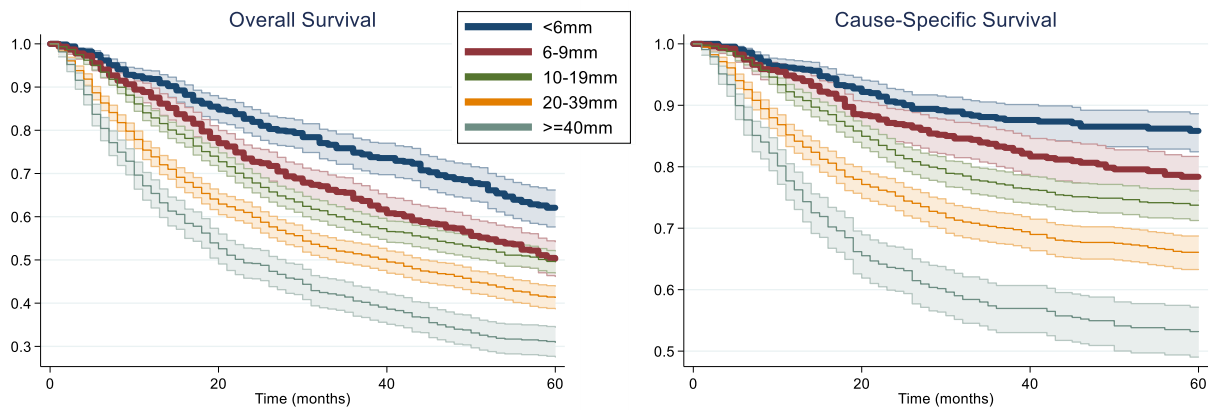 Overall Survival
<6mm
6-9mm
10-19mm
20-39mm
>=40mm
1.0
0.9
0.8
0.7
0.6
0.5
0.4
0.3
0
20
40
60
Time (months)
Cause-Specific Survival
1.0
0.9
0.8
0.7
0.6
0.5
0
20
40
60
Time (months)